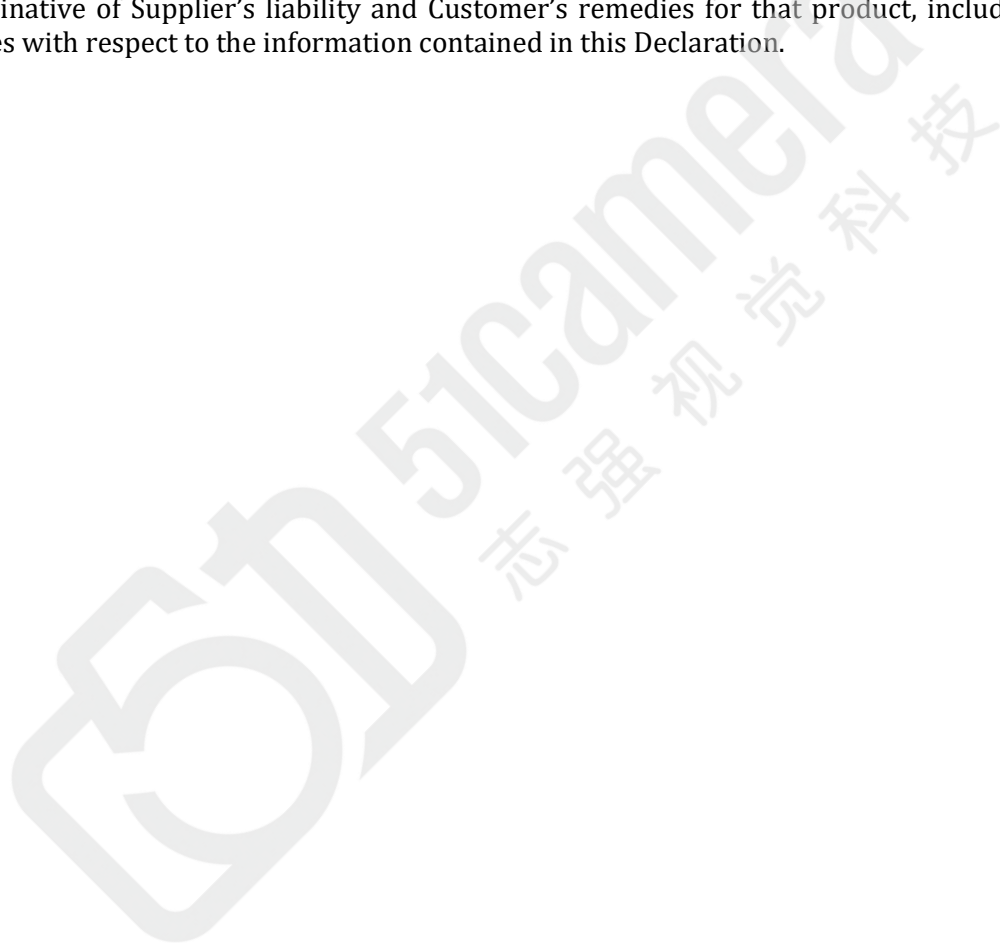 inative of Supplier’s liability and Customer’s remedies for that product, includ
es with respect to the information contained in this Declaration.
51camera
志强视觉科技